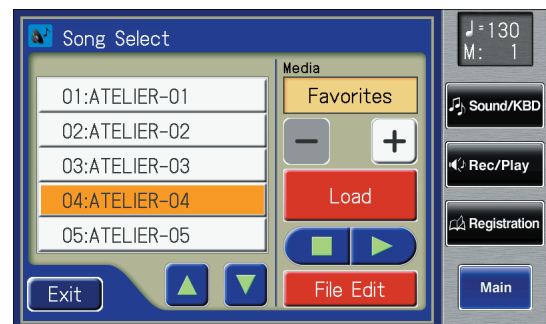 Song Select
♩=130
M: 1
Media
Favorites
01:ATELIER-01
02:ATELIER-02
03:ATELIER-03
04:ATELIER-04
05:ATELIER-05
− +
Load
File Edit
Exit
Sound/KBD
Rec/Play
Registration
Main